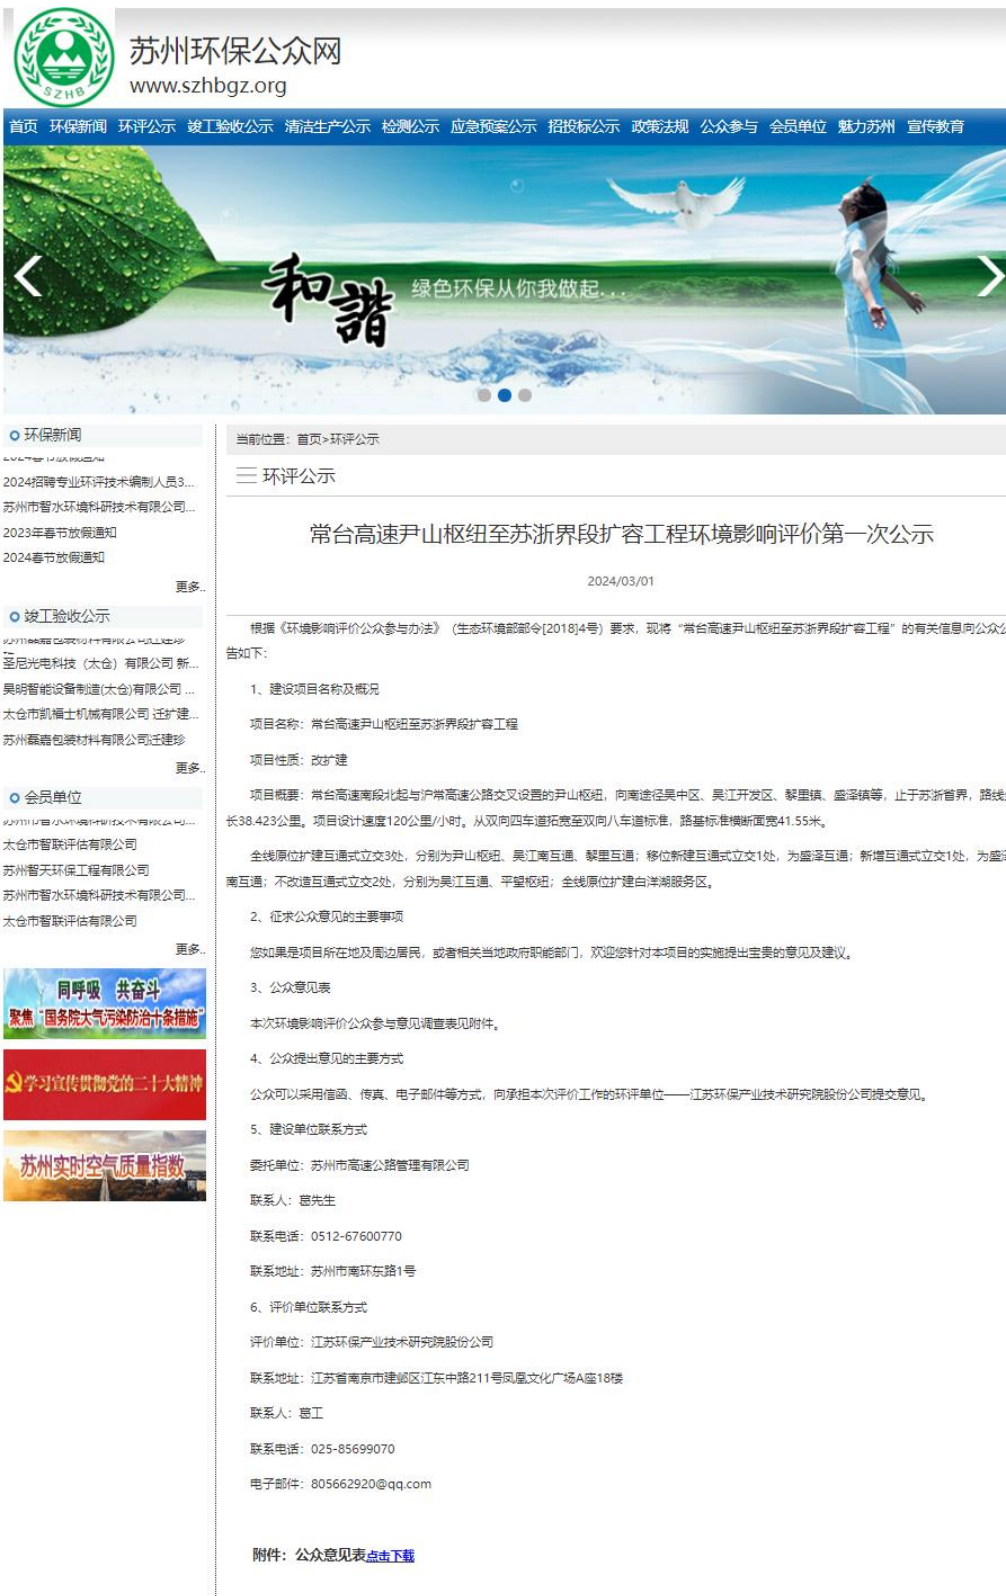 苏州环保公众网
www.szhbgz.org
SZHB
首页 环保新闻 环评公示 竣工验收公示 清洁生产公示 检测公示 应急预案公示 招投标公示 政策法规 公众参与 会员单位 魅力苏州 宣传教育
和谐
绿色环保从你我做起...
环保新闻
2024春节放假通知
2024招聘专业环评技术编制人员3...
苏州市智水环境科研技术有限公司...
2023年春节放假通知
2024春节放假通知
更多..
竣工验收公示
苏州磊嘉包装材料有限公司迁建珍
圣尼光电科技（太仓）有限公司 新...
昊明智能设备制造(太仓)有限公司 ...
太仓市凯福士机械有限公司 迁扩建...
苏州磊嘉包装材料有限公司迁建珍
更多..
会员单位
苏州市智水环境科研技术有限公司...
太仓市智联评估有限公司
苏州智天环保工程有限公司
苏州市智水环境科研技术有限公司...
太仓市智联评估有限公司
更多..
同呼吸 共奋斗
聚焦“国务院大气污染防治十条措施”
学习宣传贯彻党的二十大精神
苏州实时空气质量指数
当前位置：首页>环评公示
环评公示
常台高速尹山枢纽至苏浙界段扩容工程环境影响评价第一次公示
2024/03/01
根据《环境影响评价公众参与办法》（生态环境部部令[2018]4号）要求，现将“常台高速尹山枢纽至苏浙界段扩容工程”的有关信息向公众公
告如下：
1、建设项目名称及概况
项目名称：常台高速尹山枢纽至苏浙界段扩容工程
项目性质：改扩建
项目概要：常台高速南段北起与沪常高速公路交叉设置的尹山枢纽，向南途径吴中区、吴江开发区、黎里镇、盛泽镇等，止于苏浙省界，路线全
长38.423公里。项目设计速度120公里/小时。从双向四车道拓宽至双向八车道标准，路基标准横断面宽41.55米。
全线原位扩建互通式立交3处，分别为尹山枢纽、吴江南互通、黎里互通；移位新建互通式立交1处，为盛泽互通；新增互通式立交1处，为盛泽
南互通；不改造互通式立交2处，分别为吴江互通、平望枢纽；全线原位扩建白洋湖服务区。
2、征求公众意见的主要事项
您如果是项目所在地及周边居民，或者相关当地政府职能部门，欢迎您针对本项目的实施提出宝贵的意见及建议。
3、公众意见表
本次环境影响评价公众参与意见调查表见附件。
4、公众提出意见的主要方式
公众可以采用信函、传真、电子邮件等方式，向承担本次评价工作的环评单位——江苏环保产业技术研究院股份公司提交意见。
5、建设单位联系方式
委托单位：苏州市高速公路管理有限公司
联系人：葛先生
联系电话：0512-67600770
联系地址：苏州市南环东路1号
6、评价单位联系方式
评价单位：江苏环保产业技术研究院股份公司
联系地址：江苏省南京市建邺区江东中路211号凤凰文化广场A座18楼
联系人：葛工
联系电话：025-85699070
电子邮件：805662920@qq.com
附件：公众意见表点击下载